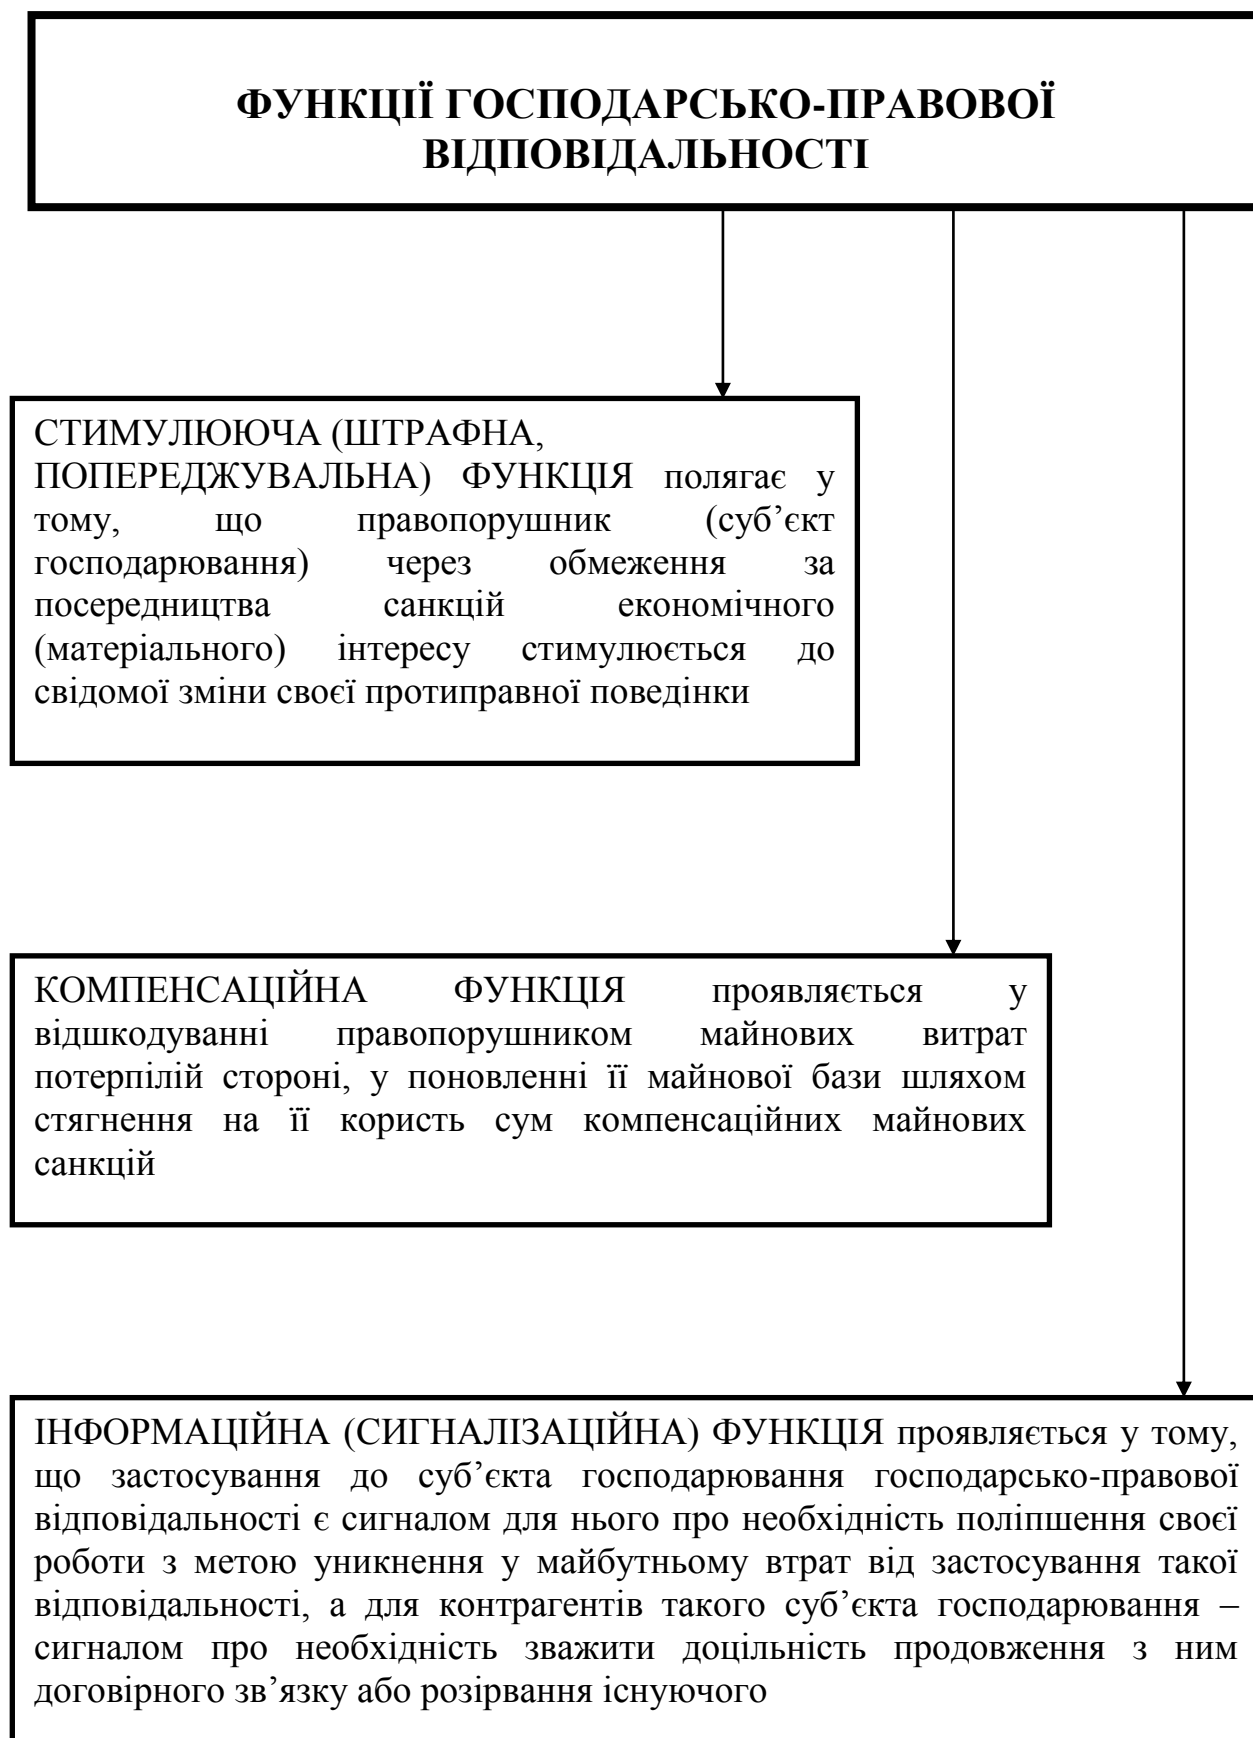 ФУНКЦІЇ ГОСПОДАРСЬКО-ПРАВОВОЇ
ВІДПОВІДАЛЬНОСТІ
СТИМУЛЮЮЧА (ШТРАФНА,
ПОПЕРЕДЖУВАЛЬНА) ФУНКЦІЯ полягає у
тому, що правопорушник (суб’єкт
господарювання) через обмеження за
посередництва санкцій економічного
(матеріального) інтересу стимулюється до
свідомої зміни своєї протиправної поведінки
КОМПЕНСАЦІЙНА ФУНКЦІЯ проявляється у
відшкодуванні правопорушником майнових витрат
потерпілій стороні, у поновленні її майнової бази шляхом
стягнення на її користь сум компенсаційних майнових
санкцій
ІНФОРМАЦІЙНА (СИГНАЛІЗАЦІЙНА) ФУНКЦІЯ проявляється у тому,
що застосування до суб’єкта господарювання господарсько-правової
відповідальності є сигналом для нього про необхідність поліпшення своєї
роботи з метою уникнення у майбутньому втрат від застосування такої
відповідальності, а для контрагентів такого суб’єкта господарювання –
сигналом про необхідність зважити доцільність продовження з ним
договірного зв’язку або розірвання існуючого